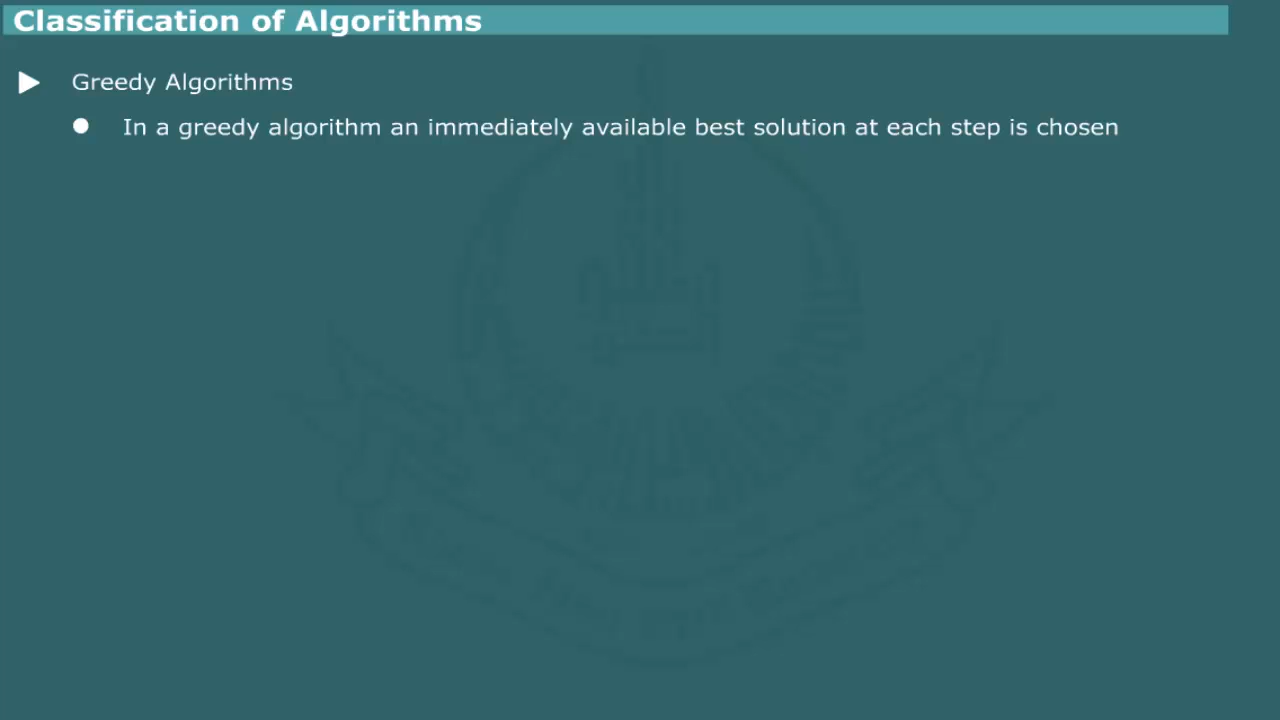 Classification of Algorithms
Greedy Algorithms
In a greedy algorithm an immediately available best solution at each step is chosen